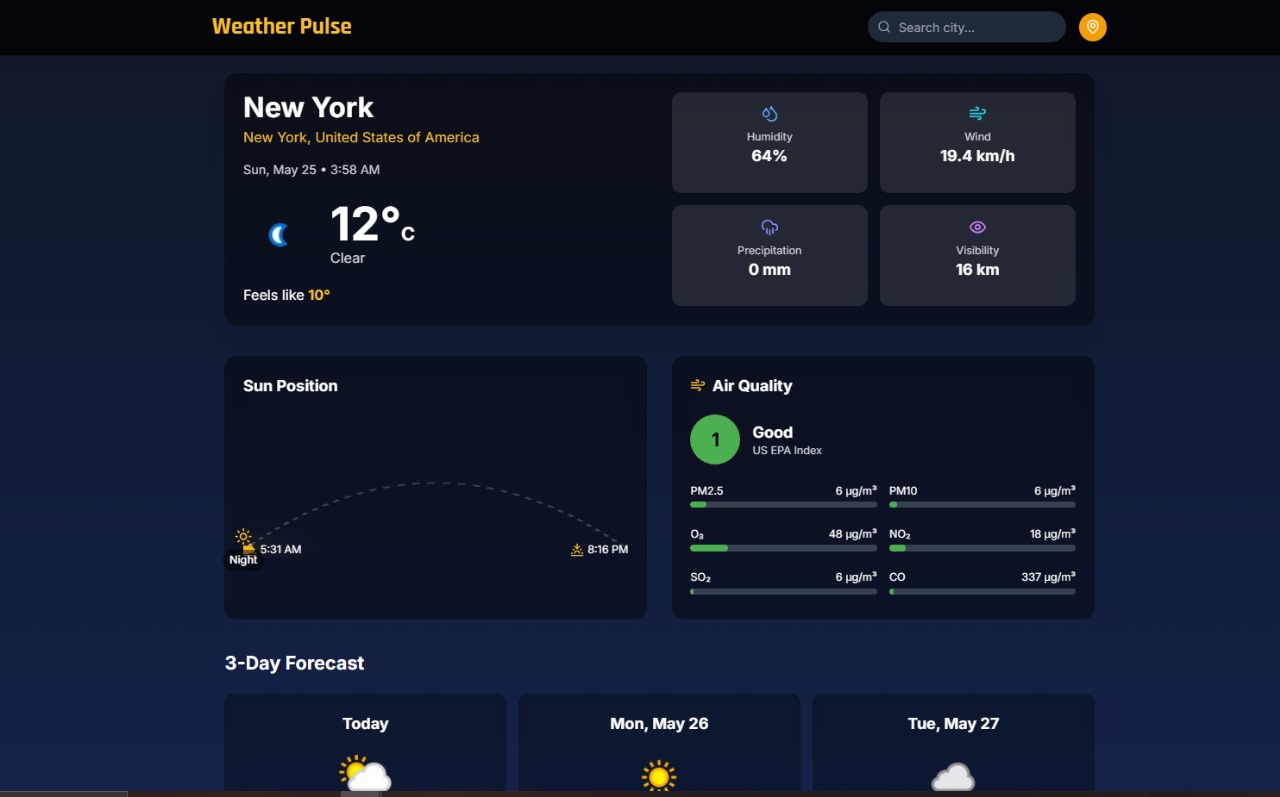 Weather Pulse
Search city...
New York
New York, United States of America
Sun, May 25 • 3:58 AM
12°C
Clear
Feels like 10°
Humidity
64%
Wind
19.4 km/h
Precipitation
0 mm
Visibility
16 km
Sun Position
5:31 AM
Night
8:16 PM
Air Quality
1
Good
US EPA Index
PM2.5 6 µg/m³
PM10 6 µg/m³
O₃ 48 µg/m³
NO₂ 18 µg/m³
SO₂ 6 µg/m³
CO 337 µg/m³
3-Day Forecast
Today
Mon, May 26
Tue, May 27